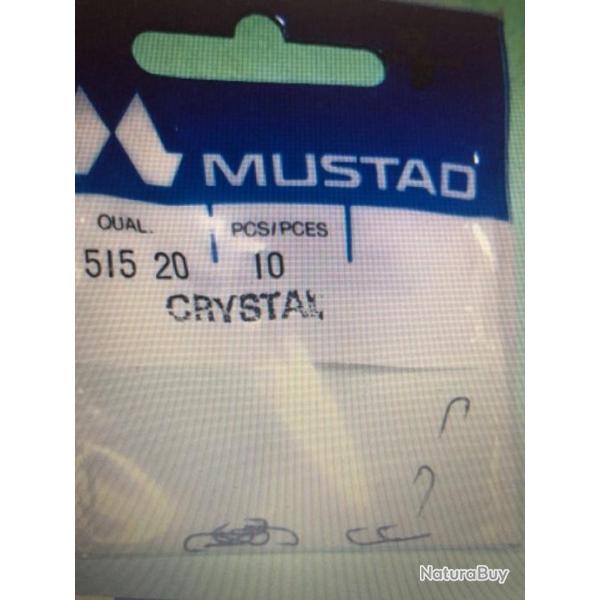 MUSTAD
QUAL. PCS/PCES
515 20 10
CRYSTAL
NaturaBuy